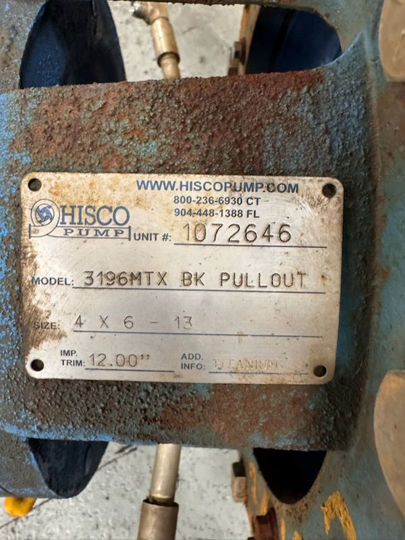 WWW.HISCOPUMP.COM
800-236-6930 CT
904-448-1388 FL
HISCO
PUMP
UNIT #: 1072646
MODEL: 3196MTX BK PULLOUT
SIZE: 4 X 6 - 13
IMP. TRIM: 12.00"
ADD. INFO: TITANIUM